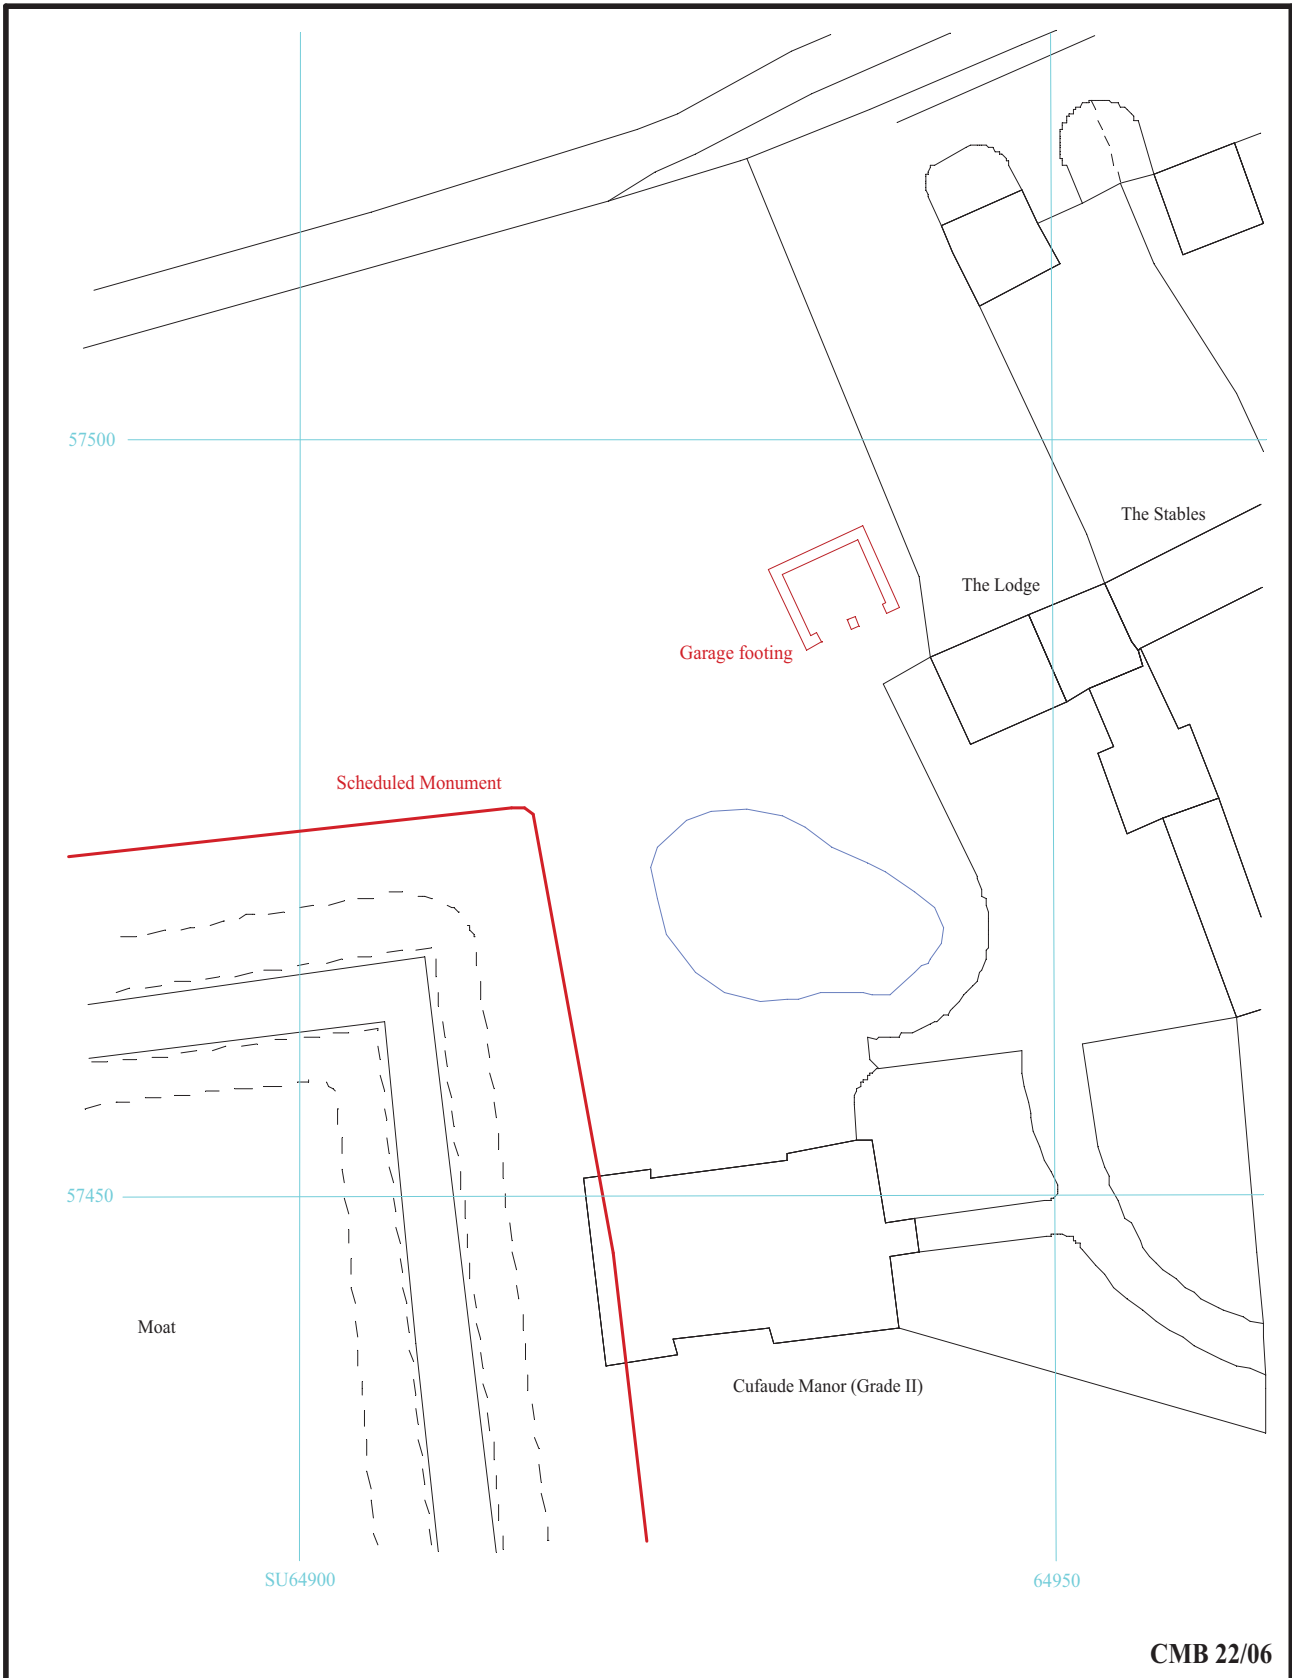 57500
The Stables
The Lodge
Garage footing
Scheduled Monument
57450
Moat
Cufaude Manor (Grade II)
SU64900
64950
CMB 22/06